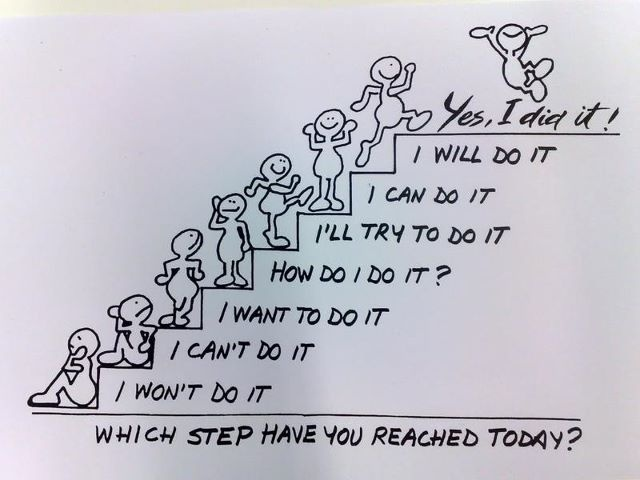 Yes, I did it!
I WILL DO IT
I CAN DO IT
I'LL TRY TO DO IT
HOW DO I DO IT?
I WANT TO DO IT
I CAN'T DO IT
I WON'T DO IT
WHICH STEP HAVE YOU REACHED TODAY?